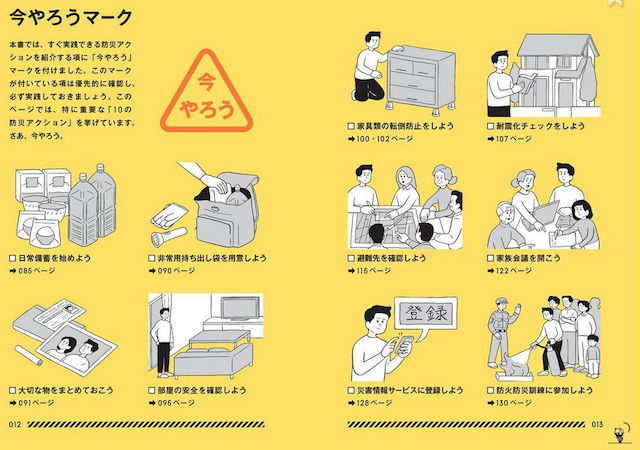 今やろうマーク
本書では、すぐ実践できる防災アク
ションを紹介する項に「今やろう」
マークを付けました。このマーク
が付いている項は優先的に確認し、
必ず実践しておきましょう。この
ページでは、特に重要な「10の
防災アクション」を挙げています。
さあ、今やろう。
今
やろう
□ 日常備蓄を始めよう
➡085ページ
□ 非常用持ち出し袋を用意しよう
➡090ページ
□ 大切な物をまとめておこう
➡091ページ
□ 部屋の安全を確認しよう
➡095ページ
012
□ 家具類の転倒防止をしよう
➡100・102ページ
□ 耐震化チェックをしよう
➡107ページ
□ 避難先を確認しよう
➡115ページ
□ 家族会議を開こう
➡122ページ
登録
□ 災害情報サービスに登録しよう
➡128ページ
□ 防火防災訓練に参加しよう
➡130ページ
013